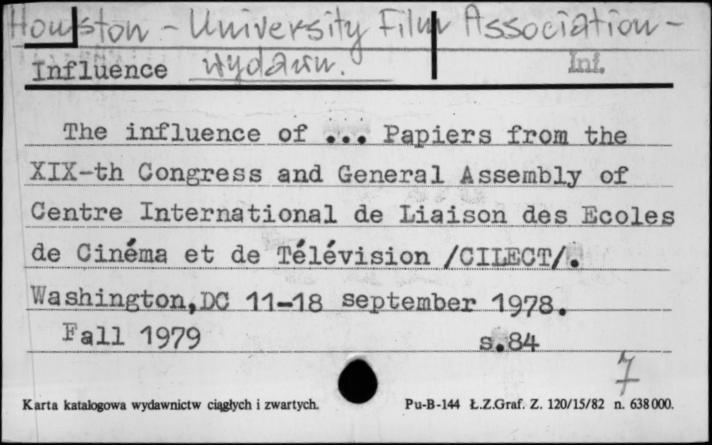 Houston - University Film Association -
Influence wydawn. Inf.
The influence of ... Papiers from the
XIX-th Congress and General Assembly of
Centre International de Liaison des Ecoles
de Cinéma et de Télévision /CILECT/.
Washington,DC 11-18 september 1978.
Fall 1979 s.84
7
Karta katalogowa wydawnictw ciągłych i zwartych. Pu-B-144 Ł.Z.Graf. Z. 120/15/82 n. 638 000.